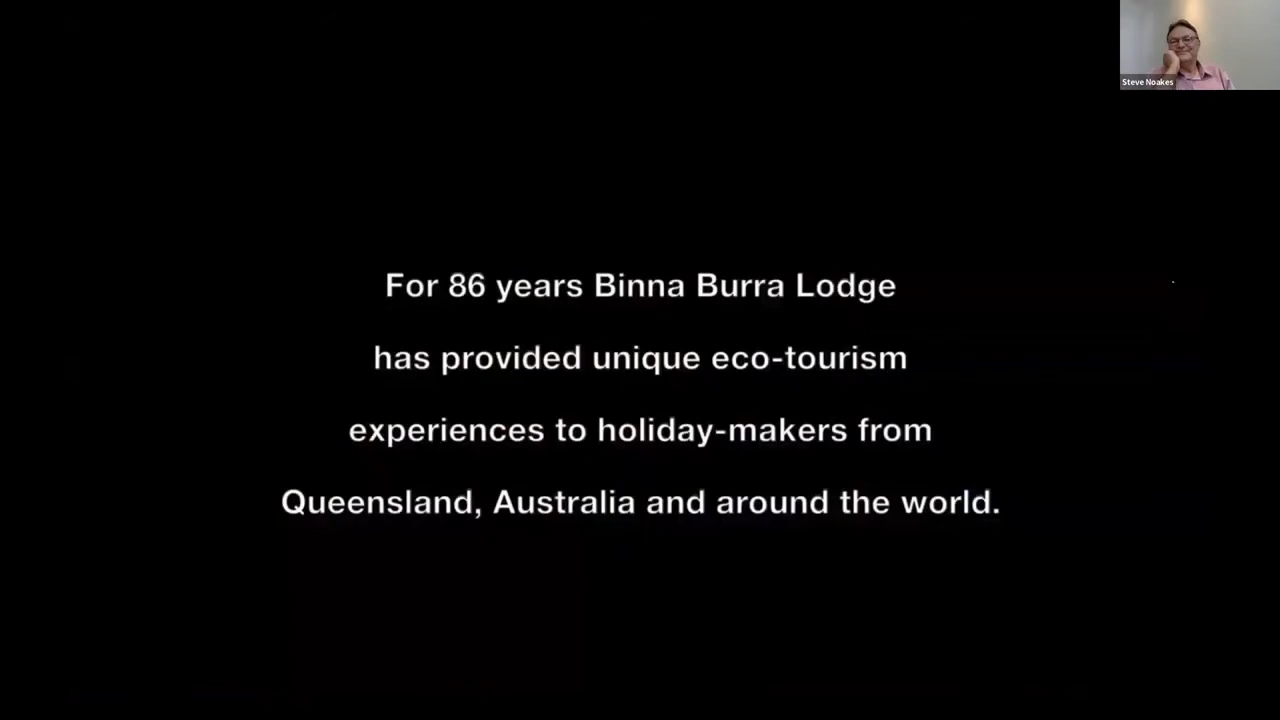 Steve Noakes
For 86 years Binna Burra Lodge
has provided unique eco-tourism
experiences to holiday-makers from
Queensland, Australia and around the world.